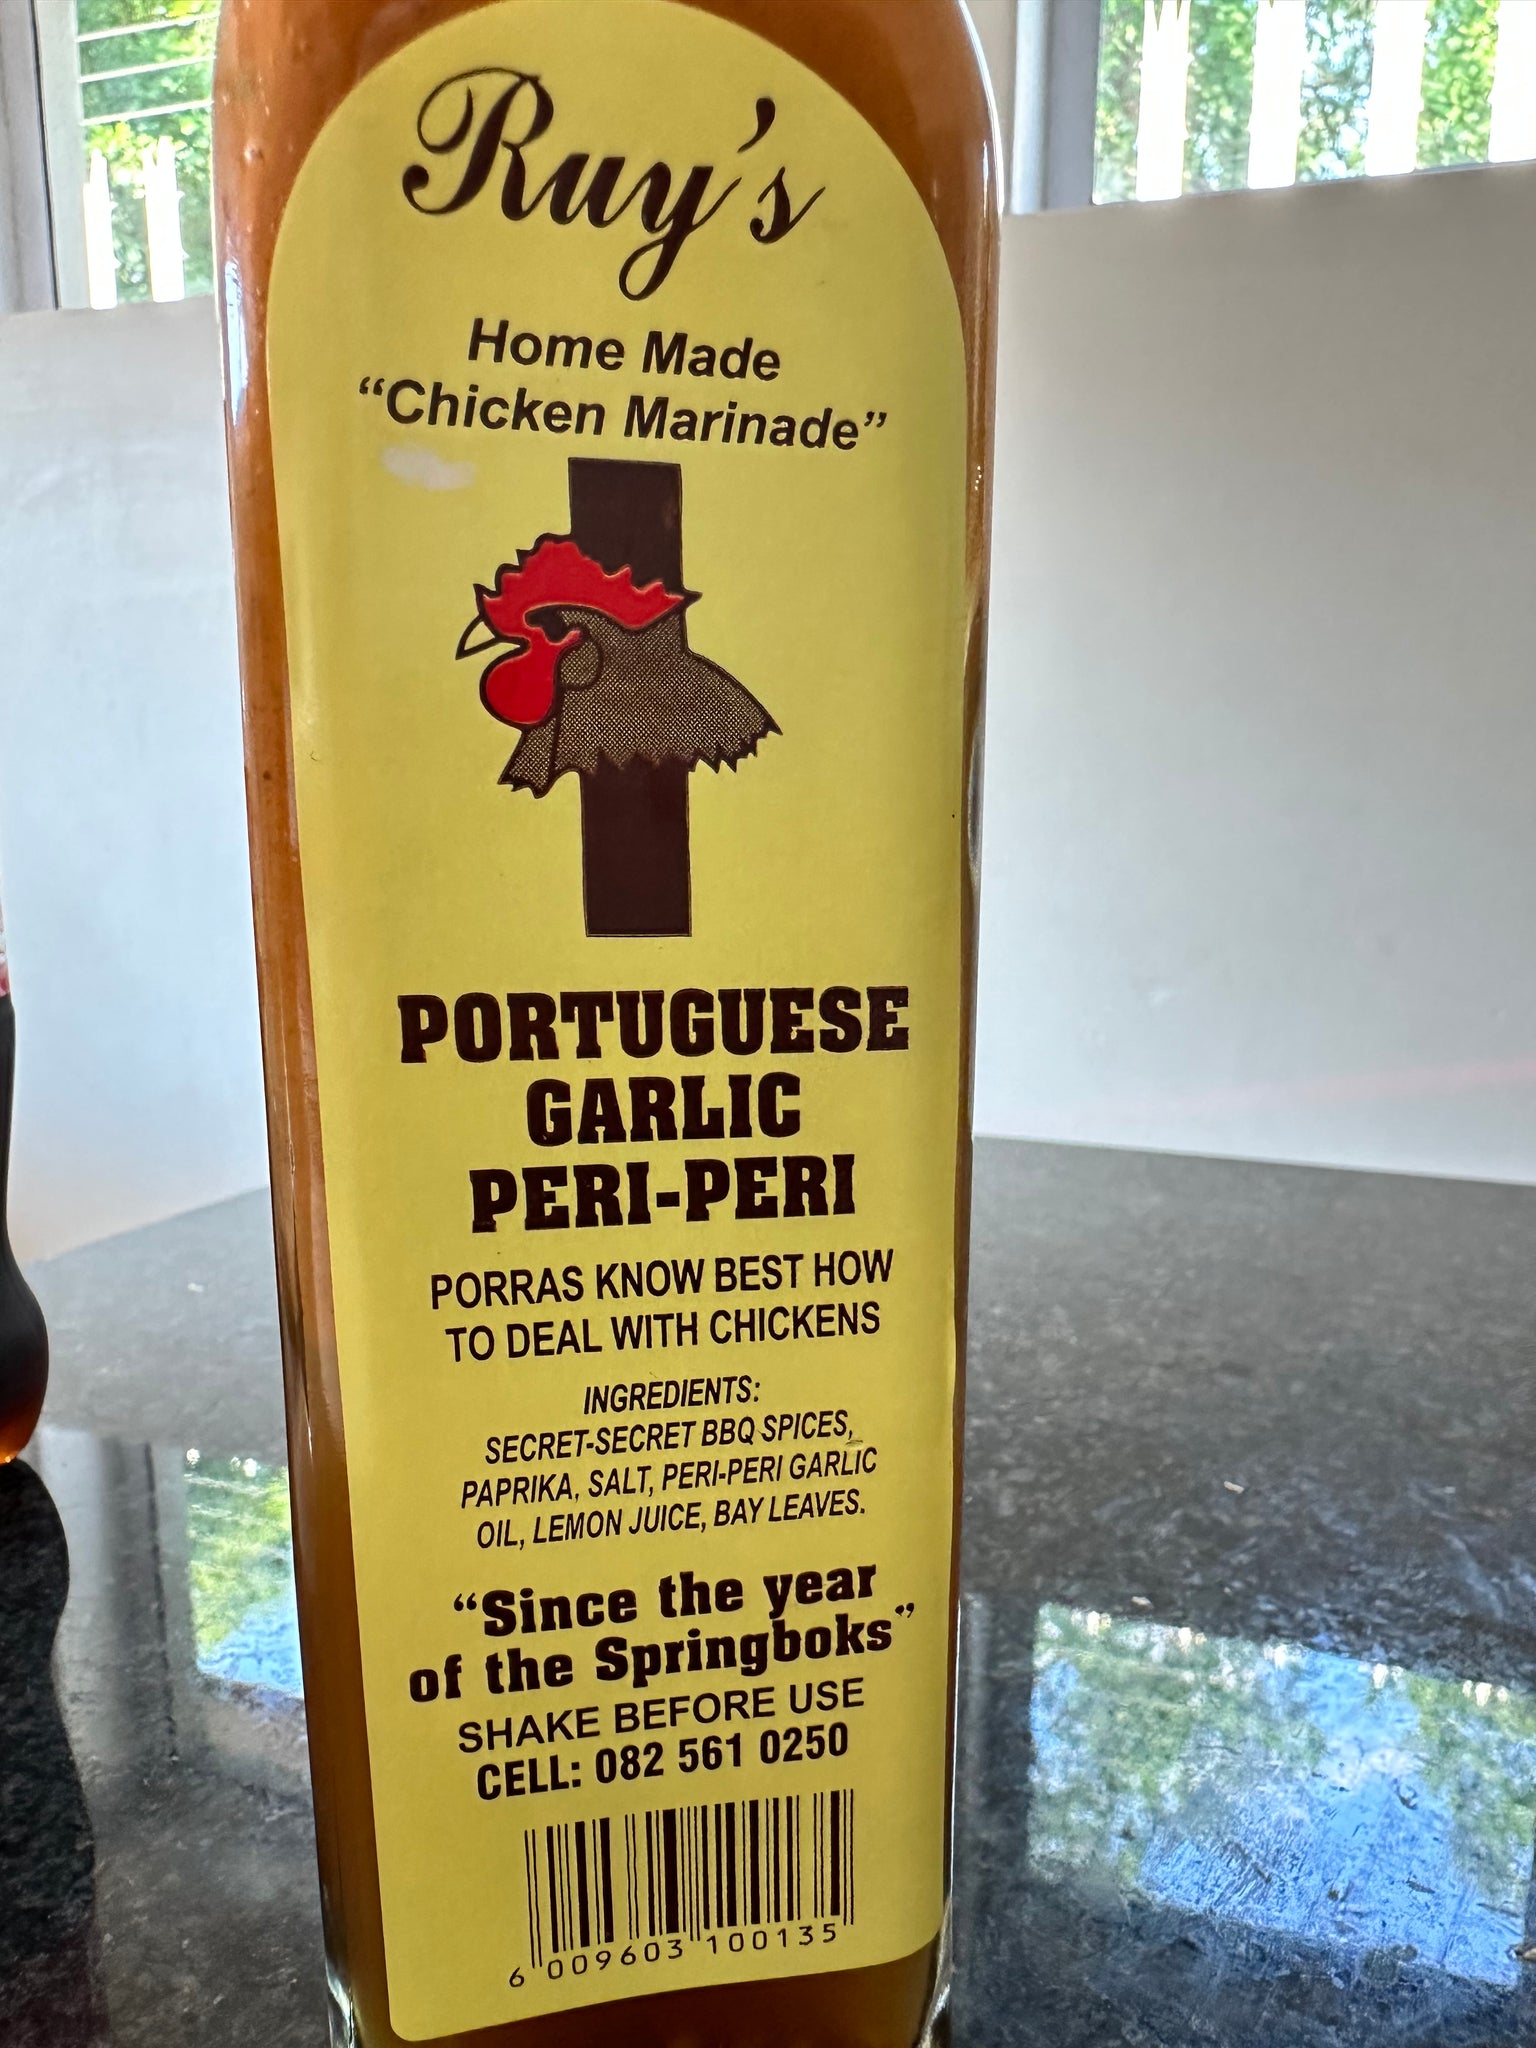 Ruy's
Home Made
“Chicken Marinade”
PORTUGUESE
GARLIC
PERI-PERI
PORRAS KNOW BEST HOW
TO DEAL WITH CHICKENS
INGREDIENTS:
SECRET-SECRET BBQ SPICES,
PAPRIKA, SALT, PERI-PERI GARLIC
OIL, LEMON JUICE, BAY LEAVES.
“Since the year
of the Springboks”
SHAKE BEFORE USE
CELL: 082 561 0250
6 009603 100135